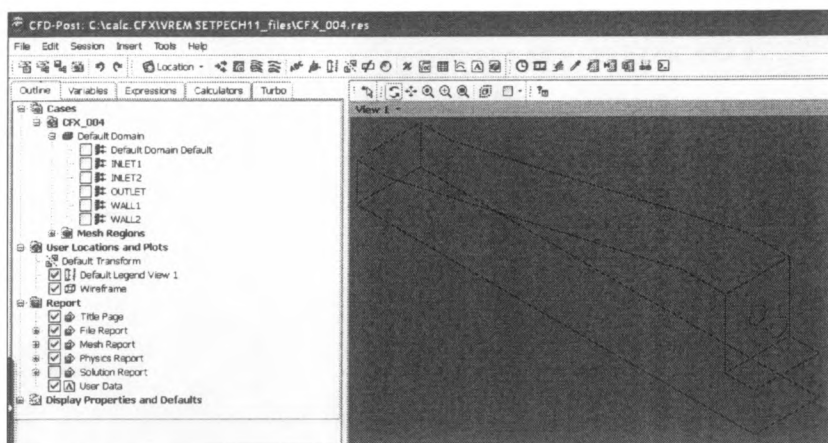 CFD-Post: C:\calc.CFX\VREM SETPECH11_files\CFX_004.res
File Edit Session Insert Tools Help
Location
Outline Variables Expressions Calculators Turbo
View 1
Cases
CFX_004
Default Domain
Default Domain Default
INLET1
INLET2
OUTLET
WALL1
WALL2
Mesh Regions
User Locations and Plots
Default Transform
Default Legend View 1
Wireframe
Report
Title Page
File Report
Mesh Report
Physics Report
Solution Report
User Data
Display Properties and Defaults